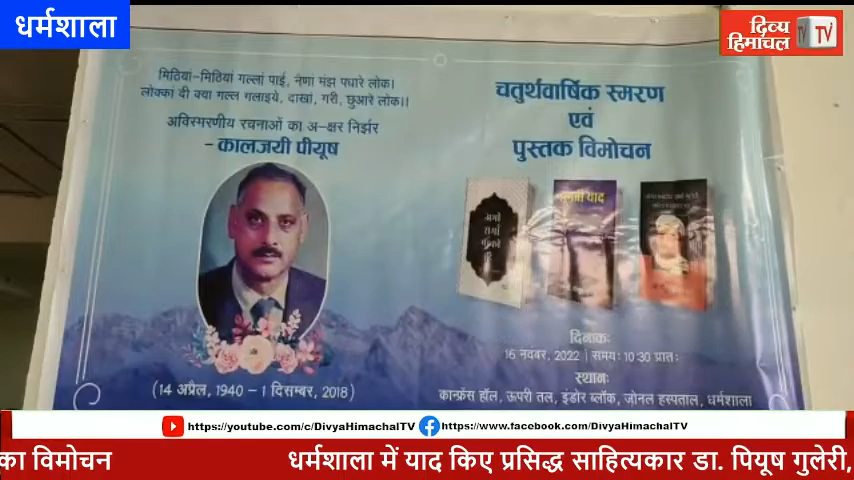 धर्मशाला
दिव्य
हिमाचल
TV TV
मिठियां-मिठियां गल्लां पाई, नैणा मंझ पधारे लोक।
लोक्कां दी क्या गल्ल गलाइये, दाखां, गरी, छुआरे लोक।।
अविस्मरणीय रचनाओं का अ-क्षर निर्झर
- कालजयी पीयूष
(14 अप्रैल, 1940 - 1 दिसम्बर, 2018)
चतुर्थवार्षिक स्मरण
एवं
पुस्तक विमोचन
याद
दिनाकः
16 नवंबर, 2022 | समयः 10:30 प्रातः
स्थानः
कान्फ्रेंस हॉल, ऊपरी तल, इंडोर ब्लॉक, ज़ोनल हस्पताल, धर्मशाला
https://youtube.com/c/DivyaHimachalTV
https://www.facebook.com/DivyaHimachalTV
का विमोचन
धर्मशाला में याद किए प्रसिद्ध साहित्यकार डा. पियूष गुलेरी,